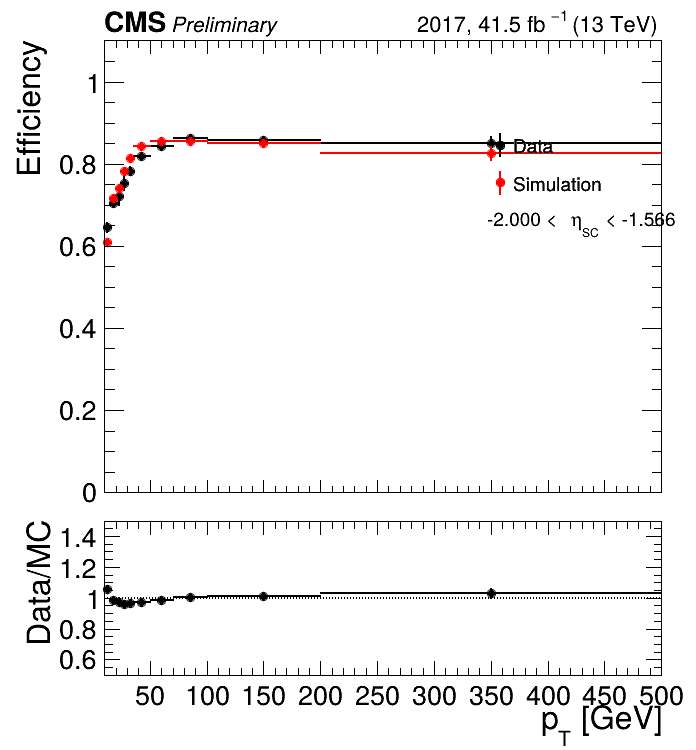 CMS Preliminary 2017, 41.5 fb⁻¹ (13 TeV)
Efficiency
1
0.8
0.6
0.4
0.2
0
Data
Simulation
-2.000 < η_SC < -1.566
Data/MC
1.4
1.2
1
0.8
0.6
50 100 150 200 250 300 350 400 450 500
p_T [GeV]